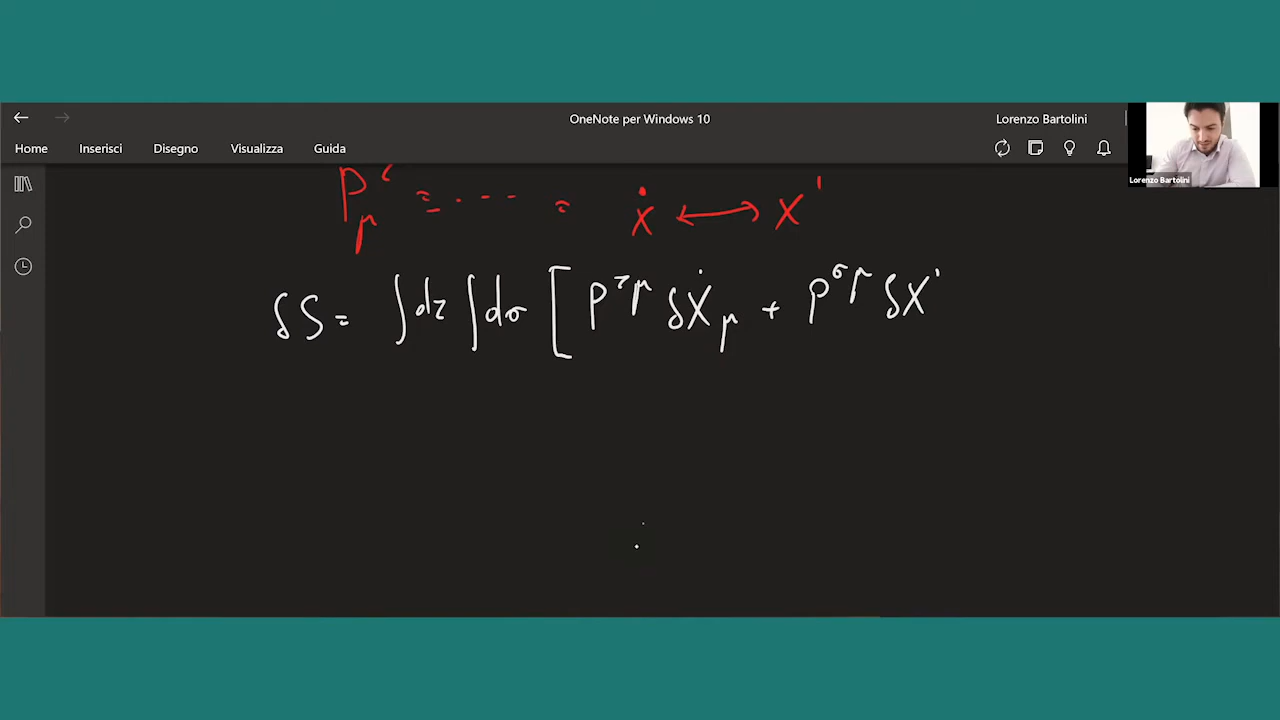 OneNote per Windows 10
Lorenzo Bartolini
Home Inserisci Disegno Visualizza Guida
Lorenzo Bartolini
P_μ = ... = Ẋ ↔ X'
δS = ∫dτ ∫dσ [ P^{τμ} δẊ_μ + P^{σμ} δX'